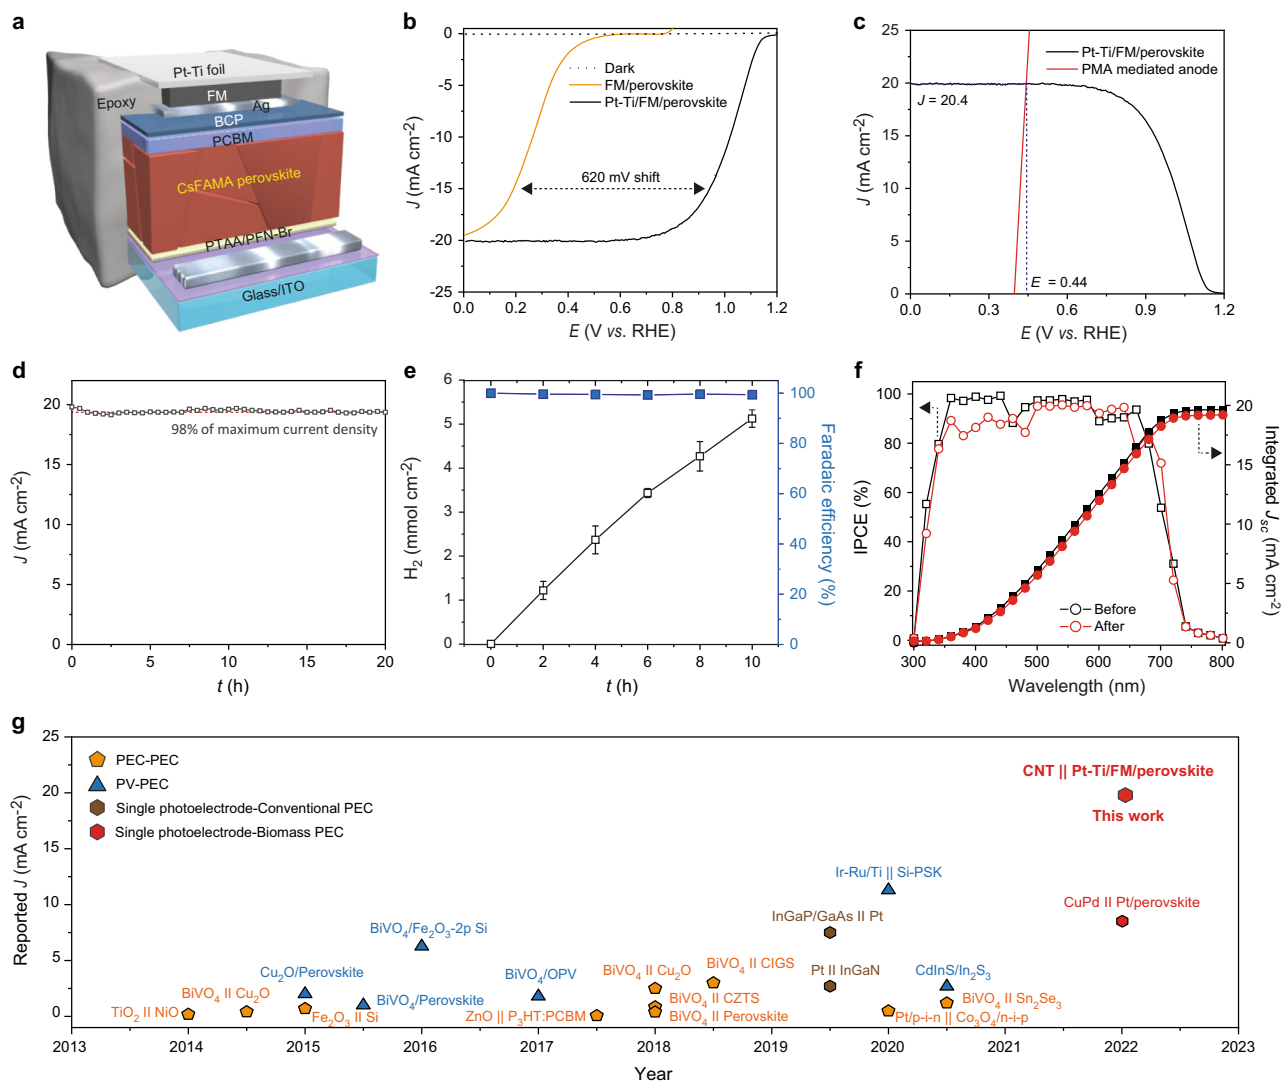 a
Pt-Ti foil
FM
Epoxy
Ag
BCP
PCBM
CsFAMA perovskite
PTAA/PFN-Br
Glass/ITO
b
0
-5
-10
-15
-20
-25
J (mA cm⁻²)
Dark
FM/perovskite
Pt-Ti/FM/perovskite
620 mV shift
0.0 0.2 0.4 0.6 0.8 1.0 1.2
E (V vs. RHE)
c
25
20
15
10
5
0
J (mA cm⁻²)
Pt-Ti/FM/perovskite
PMA mediated anode
J = 20.4
E = 0.44
0.0 0.3 0.6 0.9 1.2
E (V vs. RHE)
d
20
15
10
5
0
J (mA cm⁻²)
98% of maximum current density
0 5 10 15 20
t (h)
e
6
5
4
3
2
1
0
H₂ (mmol cm⁻²)
100
80
60
40
20
0
Faradaic efficiency (%)
0 2 4 6 8 10
t (h)
f
100
80
60
40
20
0
IPCE (%)
20
15
10
5
0
Integrated Jsc (mA cm⁻²)
Before
After
300 400 500 600 700 800
Wavelength (nm)
g
25
20
15
10
5
0
Reported J (mA cm⁻²)
PEC-PEC
PV-PEC
Single photoelectrode-Conventional PEC
Single photoelectrode-Biomass PEC
CNT || Pt-Ti/FM/perovskite
This work
Ir-Ru/Ti || Si-PSK
InGaP/GaAs II Pt
CuPd II Pt/perovskite
BiVO₄/Fe₂O₃-2p Si
Cu₂O/Perovskite
BiVO₄/OPV
BiVO₄ II Cu₂O
BiVO₄ II CIGS
Pt II InGaN
CdInS/In₂S₃
TiO₂ II NiO
BiVO₄ II Cu₂O
Fe₂O₃ II Si
BiVO₄/Perovskite
ZnO || P₃HT:PCBM
BiVO₄ II CZTS
BiVO₄ II Perovskite
BiVO₄ II Sn₂Se₃
Pt/p-i-n || Co₃O₄/n-i-p
2013 2014 2015 2016 2017 2018 2019 2020 2021 2022 2023
Year